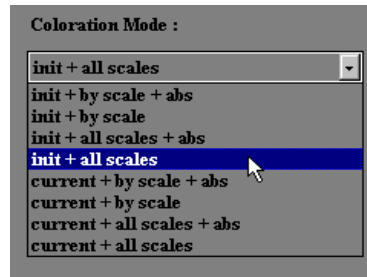 Coloration Mode :
init + all scales
init + by scale + abs
init + by scale
init + all scales + abs
init + all scales
current + by scale + abs
current + by scale
current + all scales + abs
current + all scales